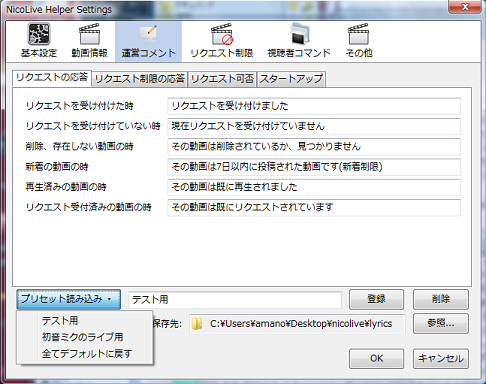 NicoLive Helper Settings
基本設定 動画情報 運営コメント リクエスト制限 視聴者コマンド その他
リクエストの応答 リクエスト制限の応答 リクエスト可否 スタートアップ
リクエストを受け付けた時 リクエストを受け付けました
リクエストを受け付けていない時 現在リクエストを受け付けていません
削除、存在しない動画の時 その動画は削除されているか、見つかりません
新着の動画の時 その動画は7日以内に投稿された動画です(新着制限)
再生済みの動画の時 その動画は既に再生されました
リクエスト受付済みの動画の時 その動画は既にリクエストされています
プリセット読み込み テスト用 登録 削除
テスト用
保存先: C:¥Users¥amano¥Desktop¥nicolive¥lyrics 参照...
初音ミクのライブ用
全てデフォルトに戻す
OK キャンセル